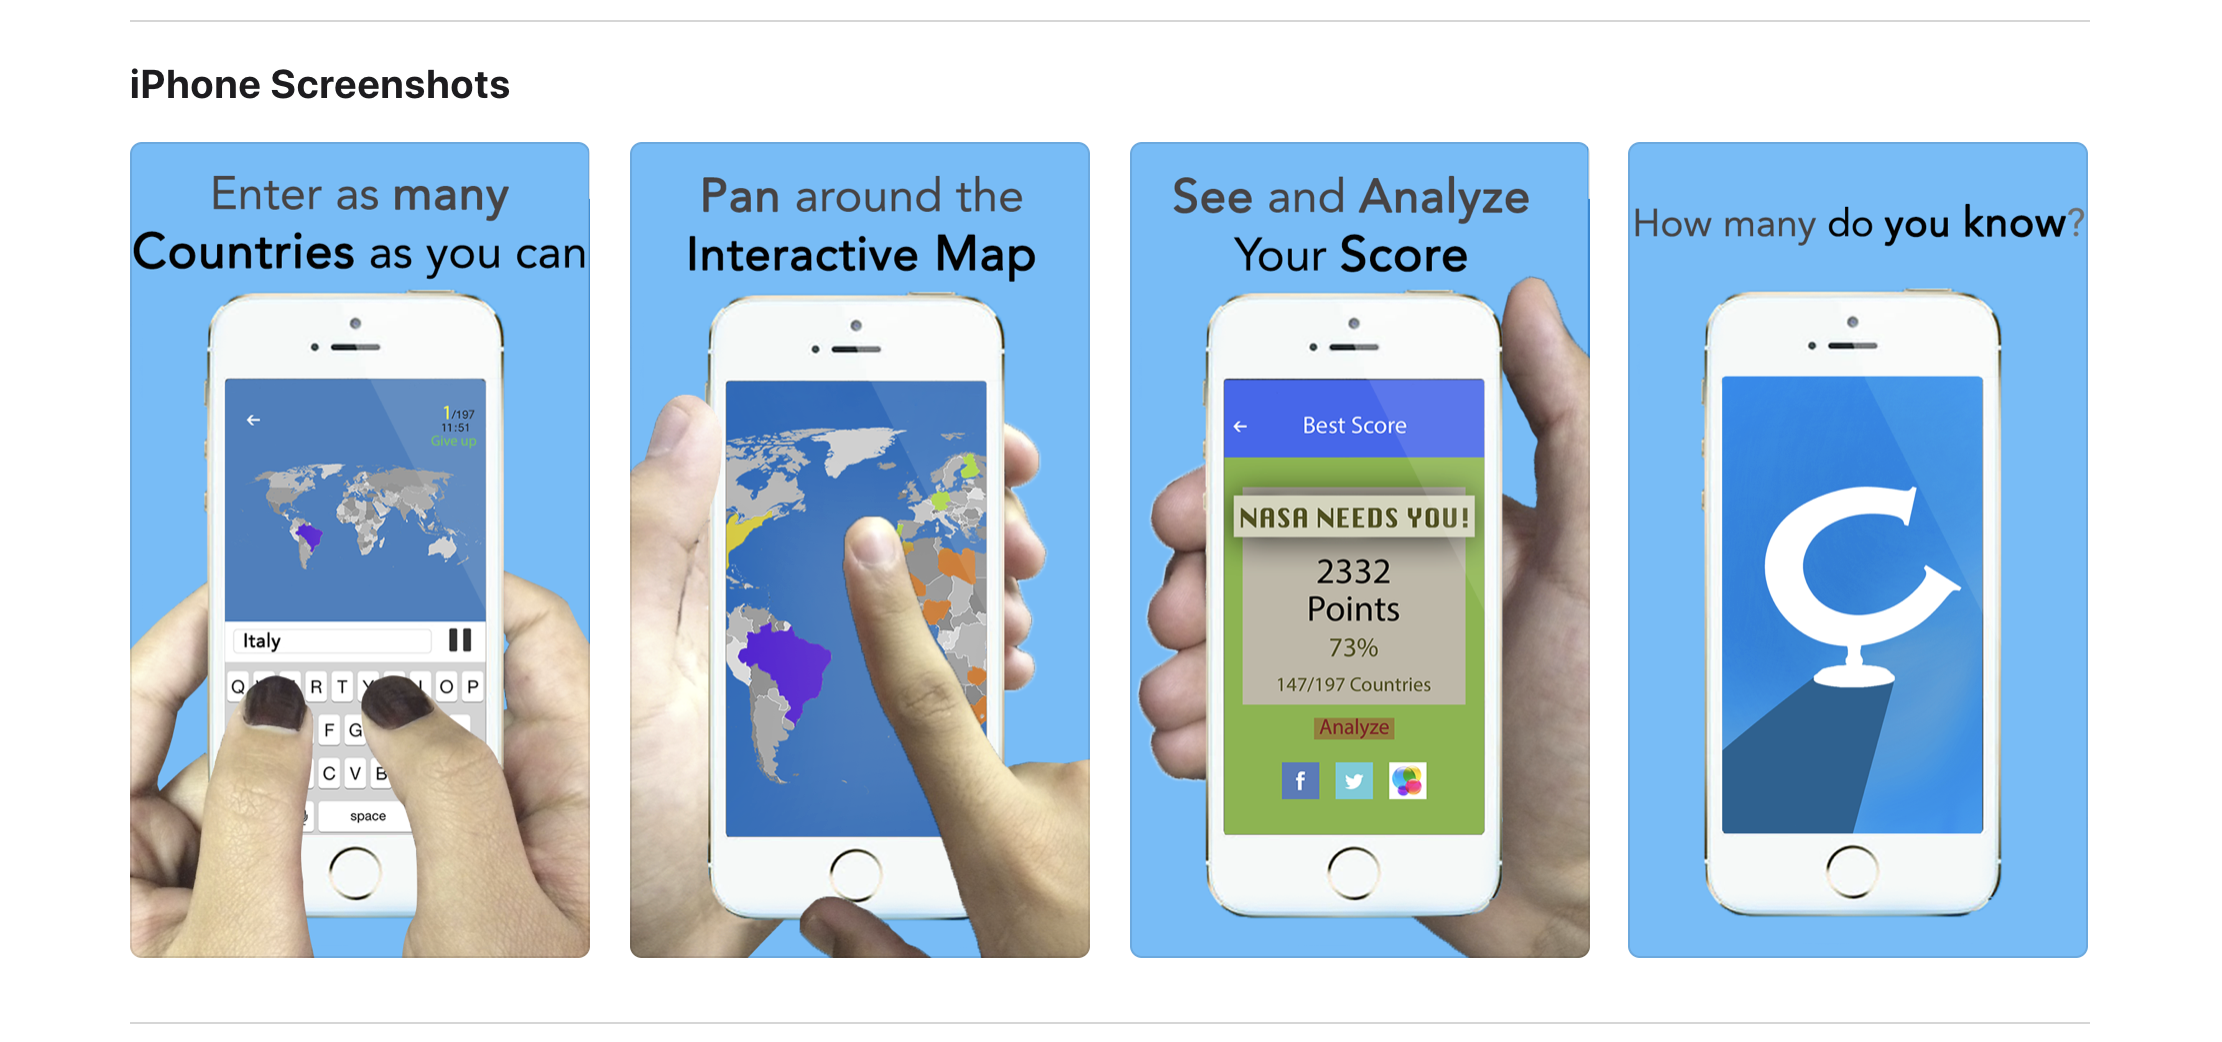 iPhone Screenshots
Enter as many
Countries as you can
1/197
11:51
Give up
Italy
Q R T Y I O P
F G
C V B
space
Pan around the
Interactive Map
See and Analyze
Your Score
Best Score
NASA NEEDS YOU!
2332
Points
73%
147/197 Countries
Analyze
f
How many do you know?
C